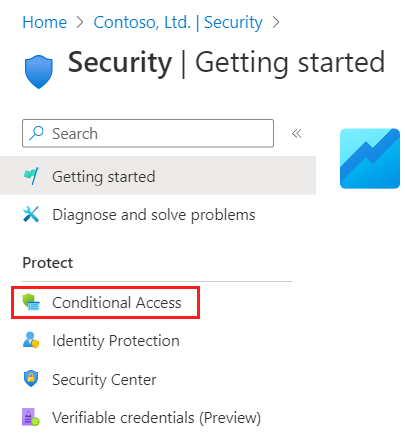 Home > Contoso, Ltd. | Security >
Security | Getting started
Search «
Getting started
Diagnose and solve problems
Protect
Conditional Access
Identity Protection
Security Center
Verifiable credentials (Preview)